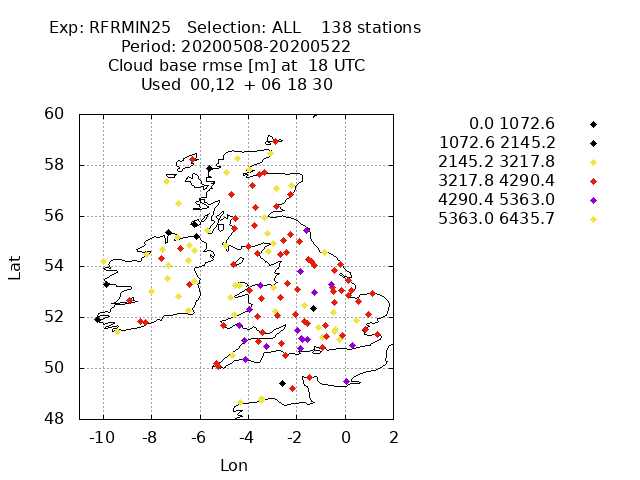 Exp: RFRMIN25 Selection: ALL 138 stations
Period: 20200508-20200522
Cloud base rmse [m] at 18 UTC
Used 00,12 + 06 18 30
60
58
56
54
52
50
48
Lat
-10 -8 -6 -4 -2 0 2
Lon
0.0 1072.6
1072.6 2145.2
2145.2 3217.8
3217.8 4290.4
4290.4 5363.0
5363.0 6435.7